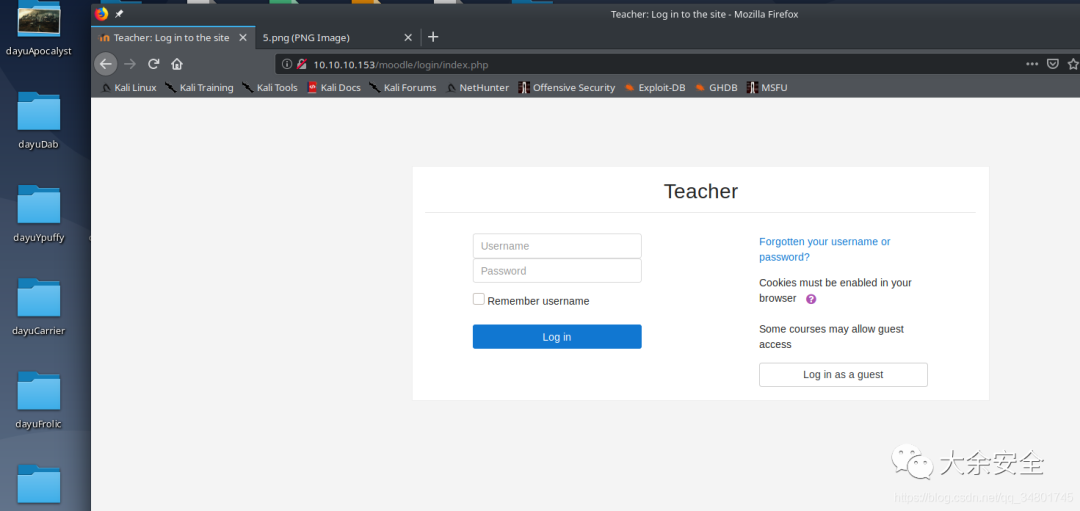 Teacher: Log in to the site - Mozilla Firefox
Teacher: Log in to the site
5.png (PNG Image)
10.10.10.153/moodle/login/index.php
Kali Linux Kali Training Kali Tools Kali Docs Kali Forums NetHunter Offensive Security Exploit-DB GHDB MSFU
dayuApocalyst
dayuDab
dayuYpuffy
dayuCarrier
dayuFrolic
Teacher
Username
Password
Remember username
Log in
Forgotten your username or
password?
Cookies must be enabled in your
browser ?
Some courses may allow guest
access
Log in as a guest
大余安全
https://blog.csdn.net/qq_34801745